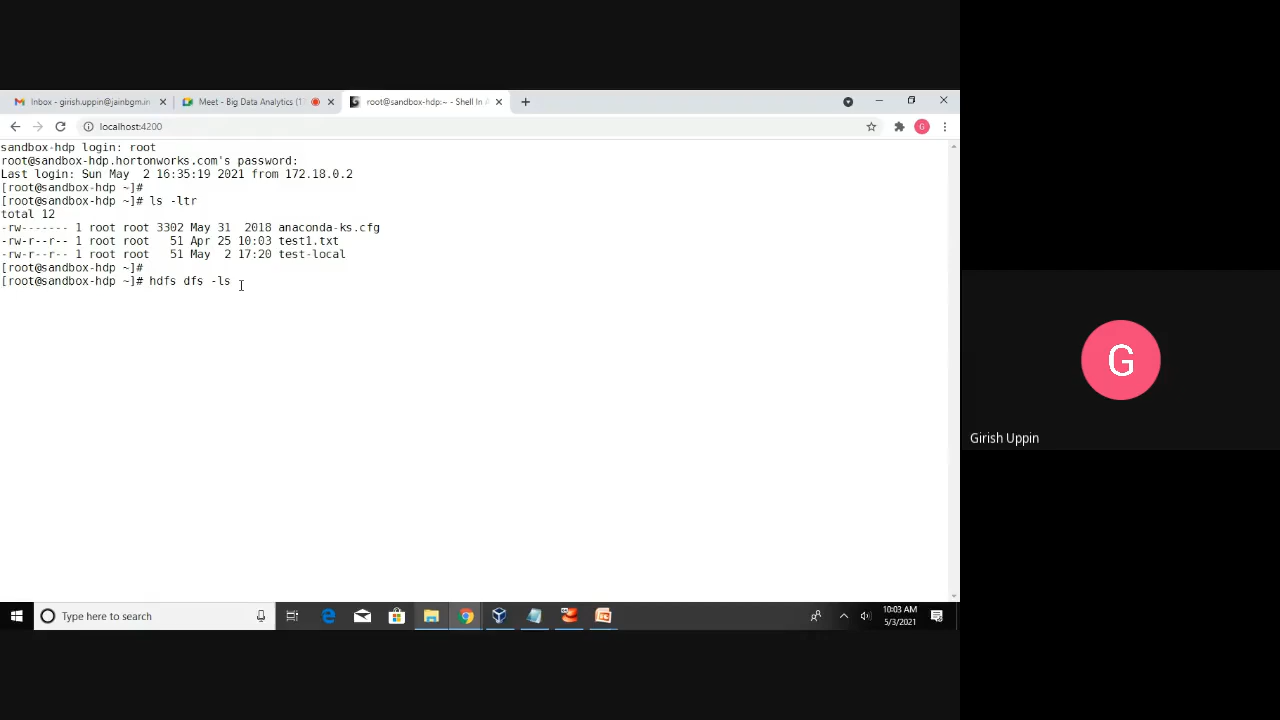 Inbox - girish.uppin@jainbgm.in
Meet - Big Data Analytics (1
root@sandbox-hdp:~ - Shell In A
localhost:4200
G
sandbox-hdp login: root
root@sandbox-hdp.hortonworks.com's password:
Last login: Sun May  2 16:35:19 2021 from 172.18.0.2
[root@sandbox-hdp ~]#
[root@sandbox-hdp ~]# ls -ltr
total 12
-rw------- 1 root root 3302 May 31  2018 anaconda-ks.cfg
-rw-r--r-- 1 root root   51 Apr 25 10:03 test1.txt
-rw-r--r-- 1 root root   51 May  2 17:20 test-local
[root@sandbox-hdp ~]#
[root@sandbox-hdp ~]# hdfs dfs -ls
G
Girish Uppin
Type here to search
10:03 AM
5/3/2021